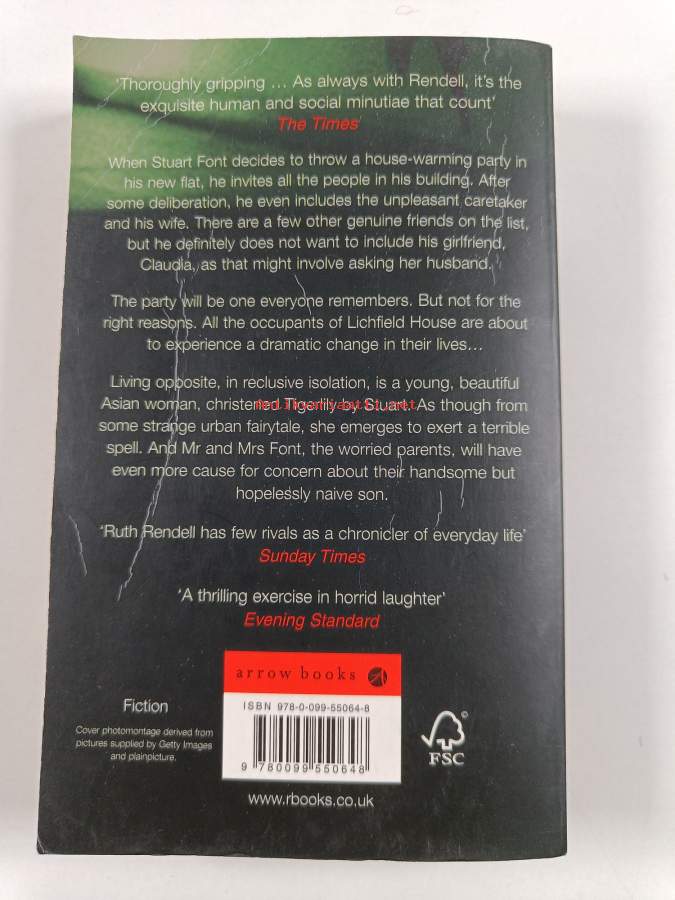 ‘Thoroughly gripping ... As always with Rendell, it’s the
exquisite human and social minutiae that count’
The Times
When Stuart Font decides to throw a house-warming party in
his new flat, he invites all the people in his building. After
some deliberation, he even includes the unpleasant caretaker
and his wife. There are a few other genuine friends on the list,
but he definitely does not want to include his girlfriend,
Claudia, as that might involve asking her husband.
The party will be one everyone remembers. But not for the
right reasons. All the occupants of Lichfield House are about
to experience a dramatic change in their lives...
Living opposite, in reclusive isolation, is a young, beautiful
Asian woman, christened Tigerlily by Stuart. As though from
some strange urban fairytale, she emerges to exert a terrible
spell. And Mr and Mrs Font, the worried parents, will have
even more cause for concern about their handsome but
hopelessly naive son.
‘Ruth Rendell has few rivals as a chronicler of everyday life’
Sunday Times
‘A thrilling exercise in horrid laughter’
Evening Standard
arrow books
ISBN 978-0-099-55064-8
9 780099 550648
Fiction
Cover photomontage derived from
pictures supplied by Getty Images
and plainpicture.
©
FSC
www.rbooks.co.uk